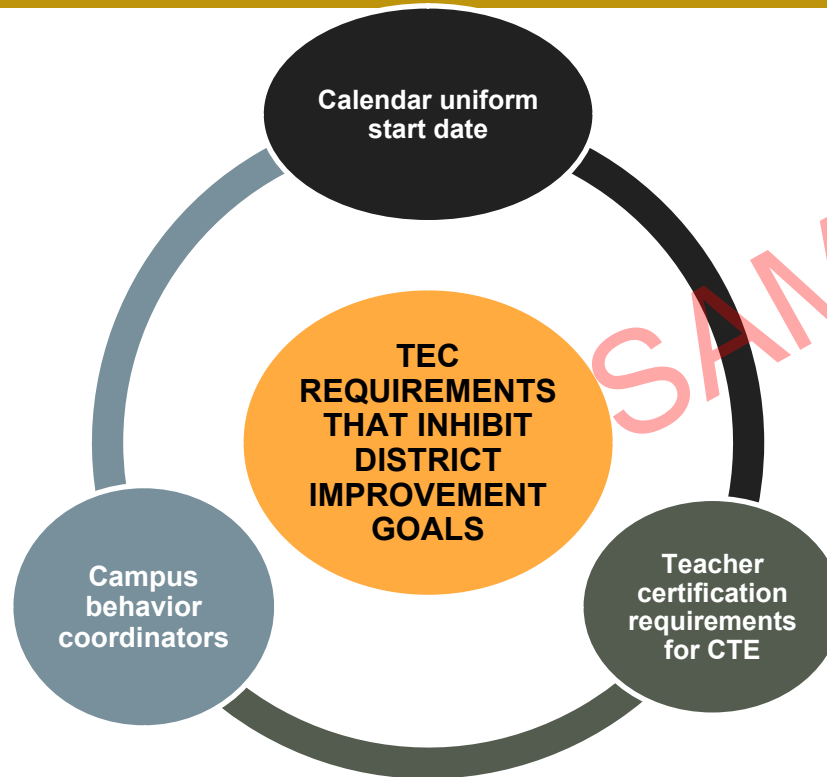 Calendar uniform
start date
SAM
TEC
REQUIREMENTS
THAT INHIBIT
DISTRICT
IMPROVEMENT
GOALS
Campus
behavior
coordinators
Teacher
certification
requirements
for CTE